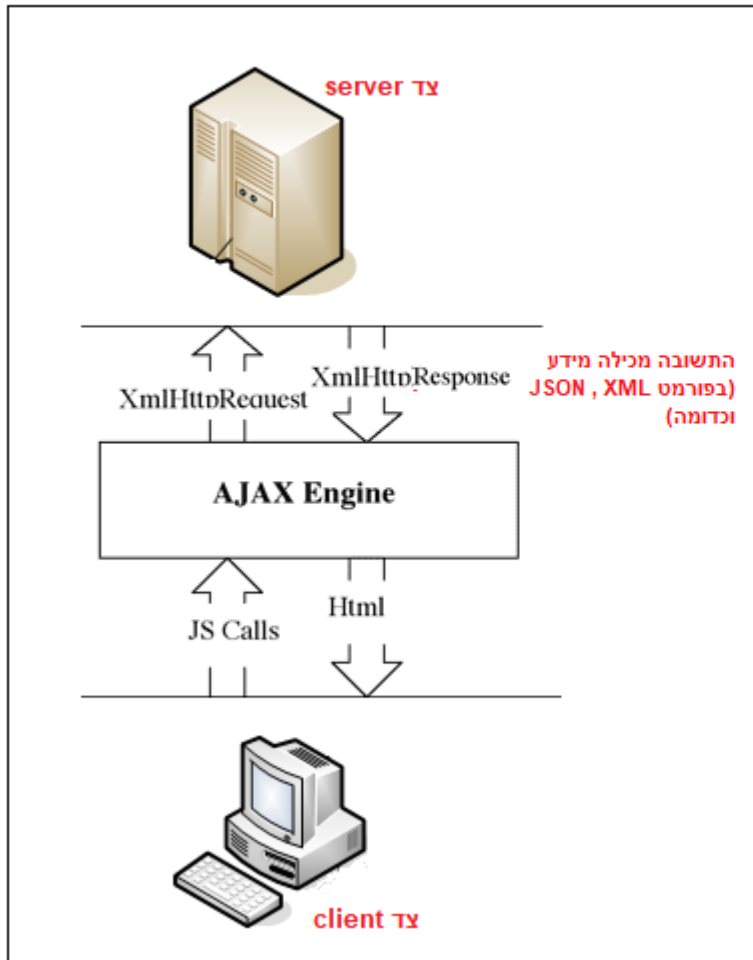 צד server
XmlHttpRequest
XmlHttpResponse
התשובה מכילה מידע
(בפורמט JSON , XML
וכדומה)
AJAX Engine
JS Calls
Html
צד client